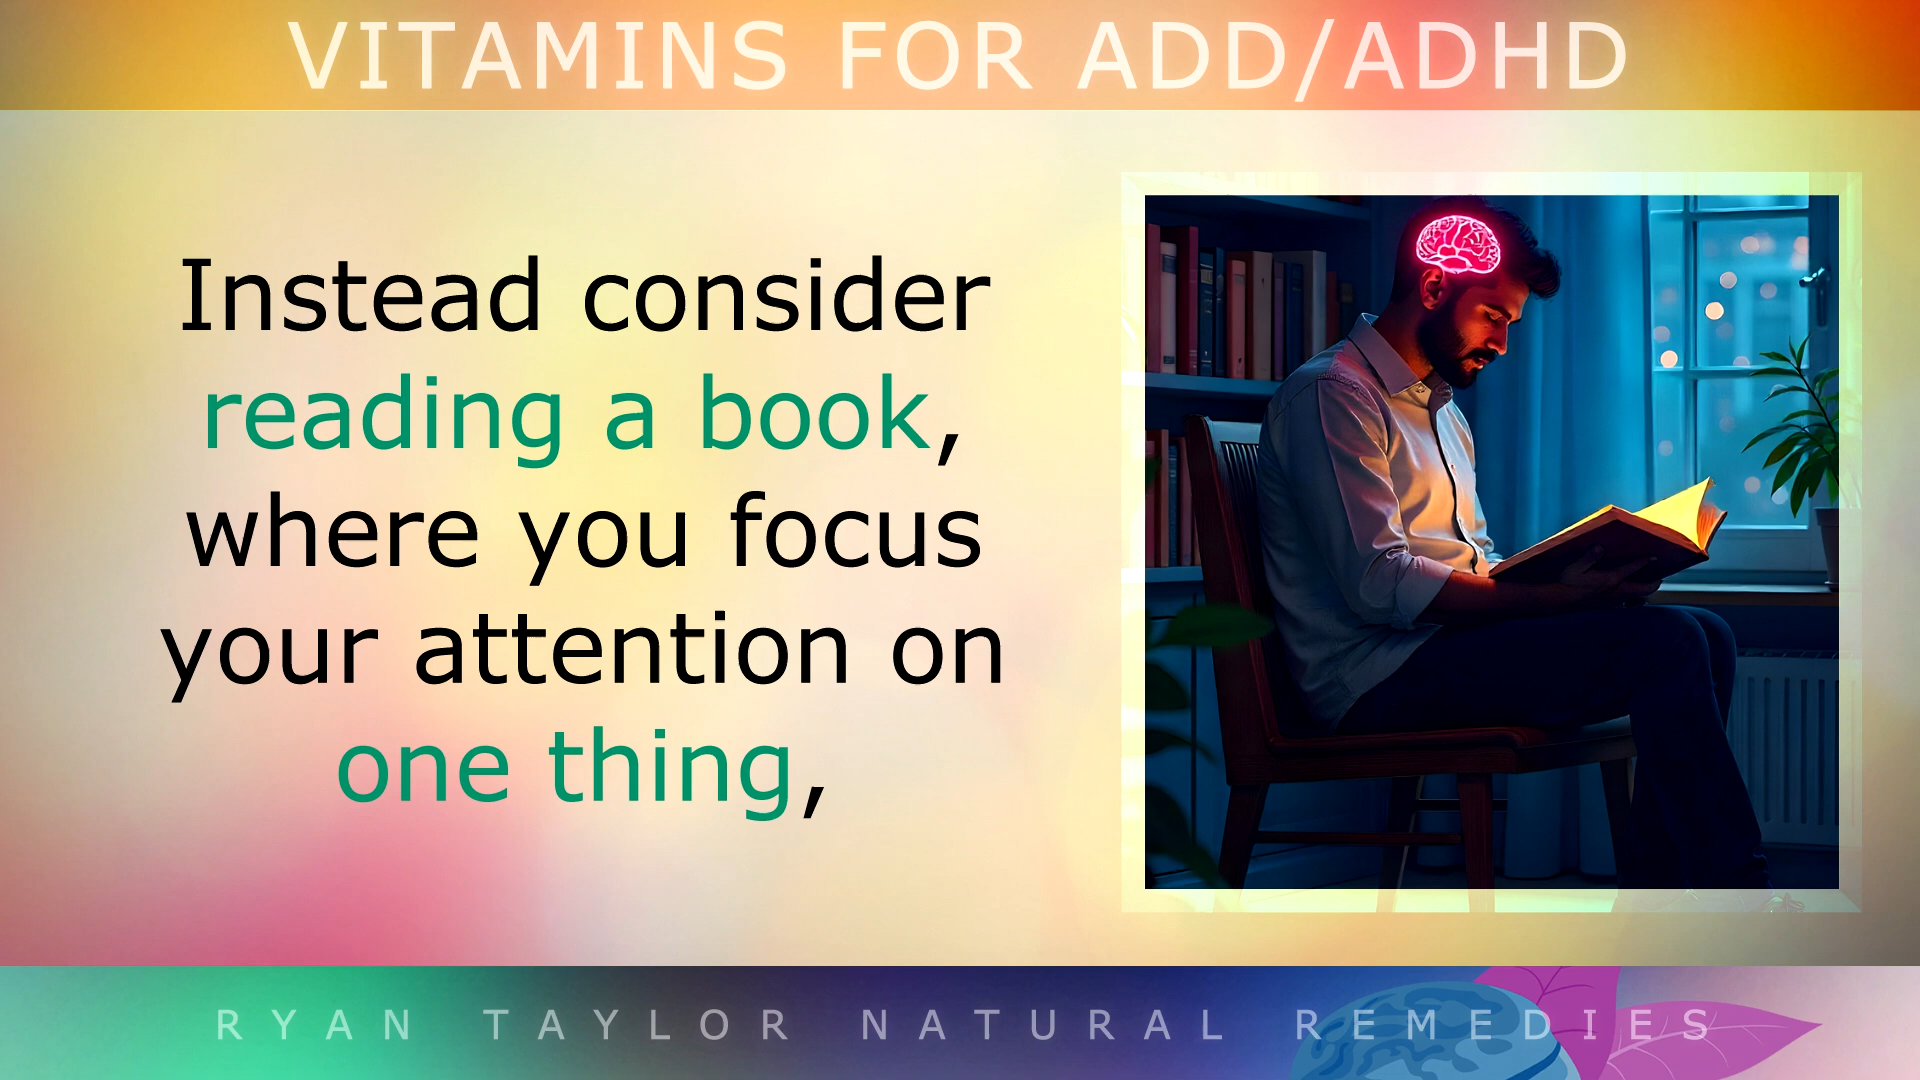 VITAMINS FOR ADD/ADHD
Instead consider
reading a book,
where you focus
your attention on
one thing,
RYAN TAYLOR NATURAL REMEDIES